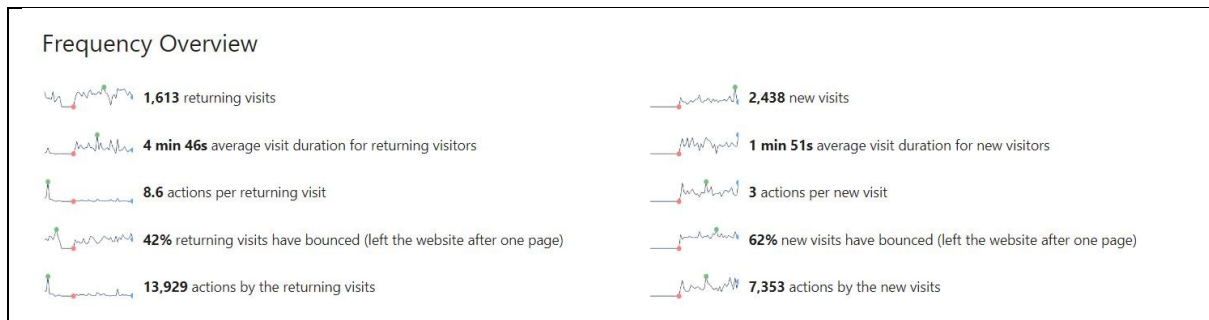 Frequency Overview
1,613 returning visits
4 min 46s average visit duration for returning visitors
8.6 actions per returning visit
42% returning visits have bounced (left the website after one page)
13,929 actions by the returning visits
2,438 new visits
1 min 51s average visit duration for new visitors
3 actions per new visit
62% new visits have bounced (left the website after one page)
7,353 actions by the new visits